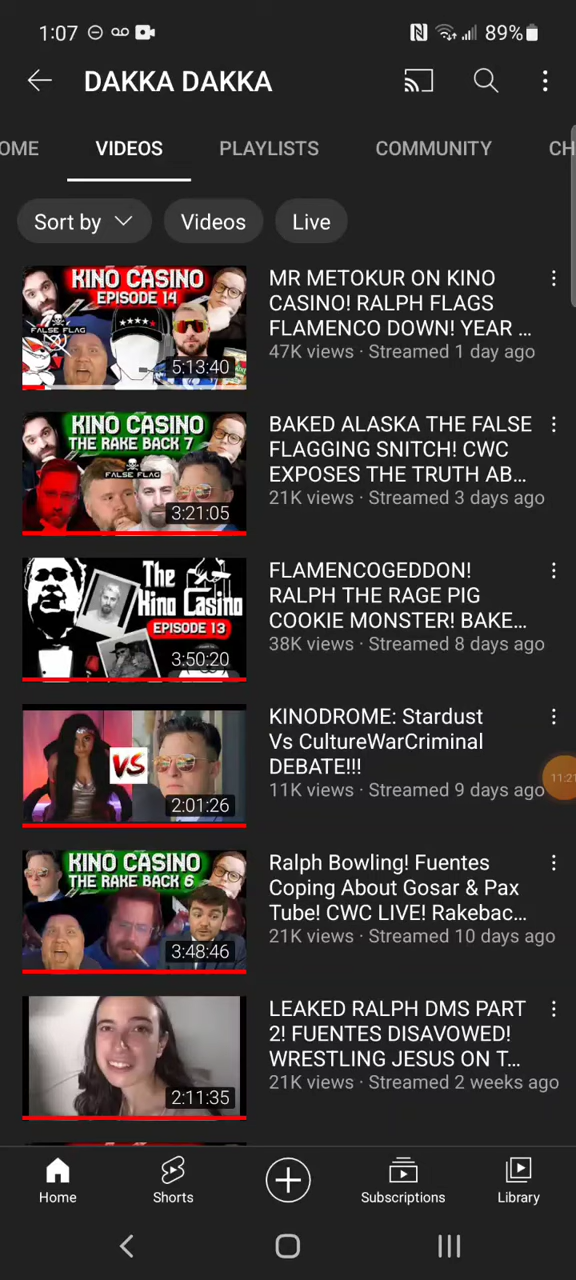 1:07
89%
DAKKA DAKKA
OME VIDEOS PLAYLISTS COMMUNITY CH
Sort by Videos Live
KINO CASINO
EPISODE 14
FALSE FLAG
5:13:40
MR METOKUR ON KINO
CASINO! RALPH FLAGS
FLAMENCO DOWN! YEAR ...
47K views · Streamed 1 day ago
KINO CASINO
THE RAKE BACK 7
FALSE FLAG
3:21:05
BAKED ALASKA THE FALSE
FLAGGING SNITCH! CWC
EXPOSES THE TRUTH AB...
21K views · Streamed 3 days ago
The
Kino Casino
EPISODE 13
3:50:20
FLAMENCOGEDDON!
RALPH THE RAGE PIG
COOKIE MONSTER! BAKE...
38K views · Streamed 8 days ago
VS
2:01:26
KINODROME: Stardust
Vs CultureWarCriminal
DEBATE!!!
11K views · Streamed 9 days ago
11:21
KINO CASINO
THE RAKE BACK 6
3:48:46
Ralph Bowling! Fuentes
Coping About Gosar & Pax
Tube! CWC LIVE! Rakebac...
21K views · Streamed 10 days ago
2:11:35
LEAKED RALPH DMS PART
2! FUENTES DISAVOWED!
WRESTLING JESUS ON T...
21K views · Streamed 2 weeks ago
Home Shorts Subscriptions Library